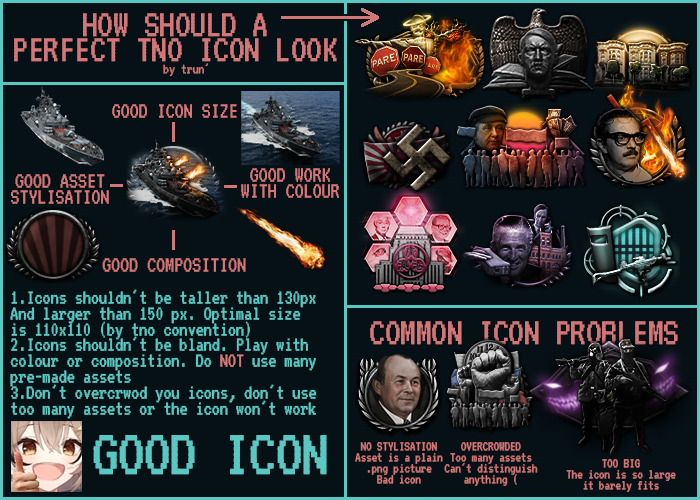 HOW SHOULD A
PERFECT TNO ICON LOOK
by trun'
GOOD ICON SIZE
GOOD ASSET
STYLISATION
GOOD WORK
WITH COLOUR
GOOD COMPOSITION
1.Icons shouldn't be taller than 130px
And larger than 150 px. Optimal size
is 110x110 (by tno convention)
2.Icons shouldn't be bland. Play with
colour or composition. Do NOT use many
pre-made assets
3.Don't overcrwod you icons, don't use
too many assets or the icon won't work
GOOD ICON
PARE
PARE
COMMON ICON PROBLEMS
NO STYLISATION
Asset is a plain
.png picture
Bad icon
OVERCROWDED
Too many assets
Can't distinguish
anything (
TOO BIG
The icon is so large
it barely fits